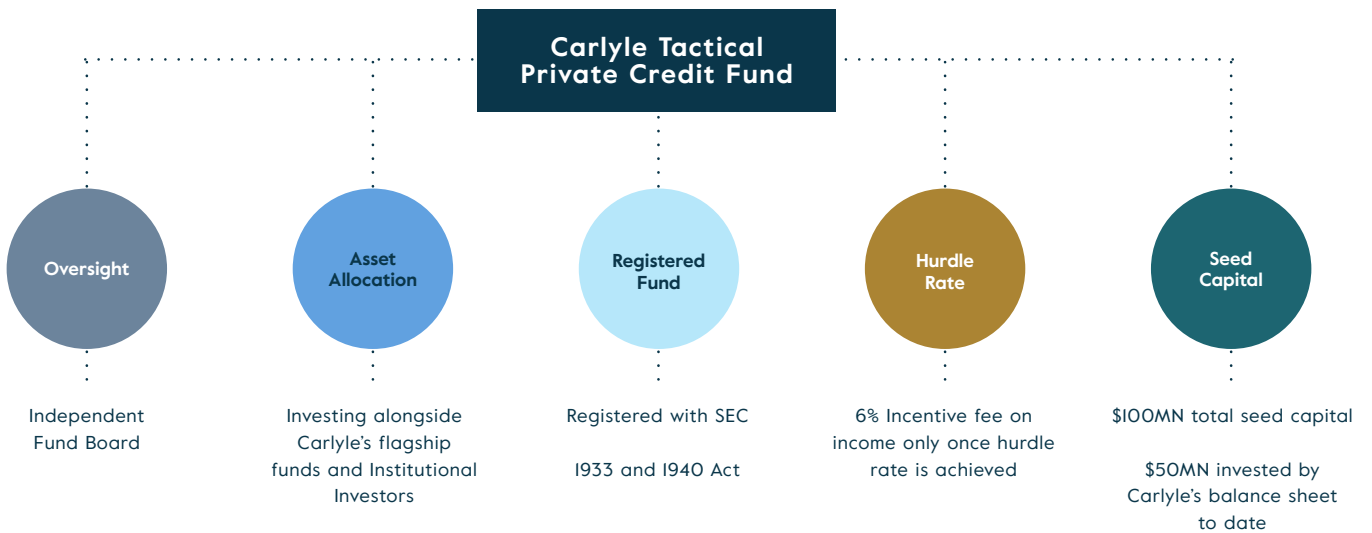 Carlyle Tactical
Private Credit Fund
Oversight
Asset
Allocation
Registered
Fund
Hurdle
Rate
Seed
Capital
Independent
Fund Board
Investing alongside
Carlyle's flagship
funds and Institutional
Investors
Registered with SEC
1933 and 1940 Act
6% Incentive fee on
income only once hurdle
rate is achieved
$100MN total seed capital
$50MN invested by
Carlyle's balance sheet
to date